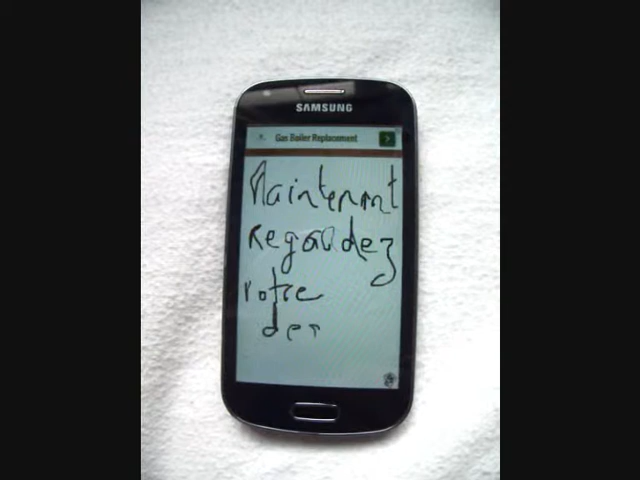 SAMSUNG
Gas Boiler Replacement
Maintenant
Regardez
votre
der